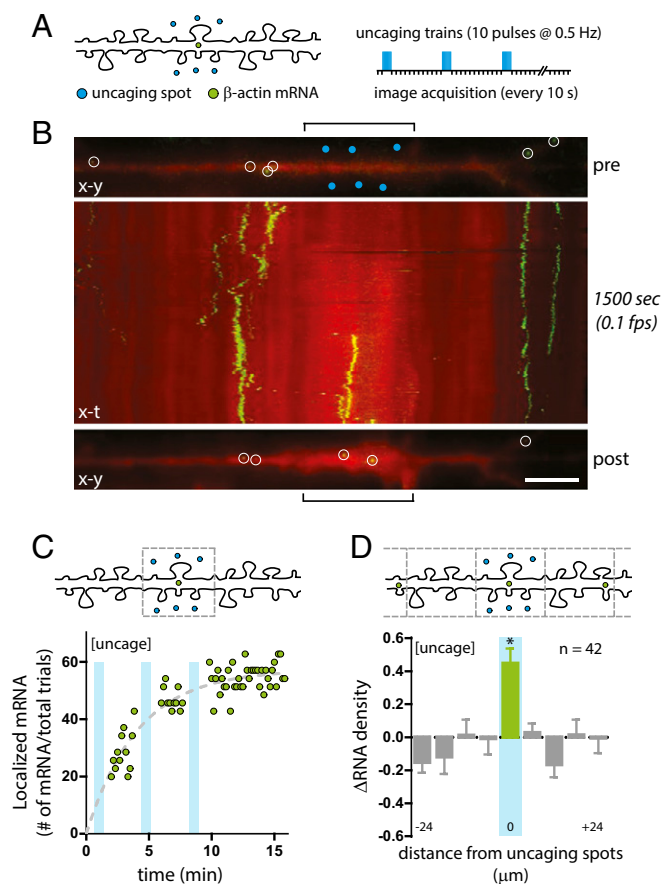 A
uncaging trains (10 pulses @ 0.5 Hz)
uncaging spot
β-actin mRNA
image acquisition (every 10 s)
B
x-y
pre
x-t
1500 sec
(0.1 fps)
x-y
post
C
D
[uncage]
Localized mRNA
(# of mRNA/total trials)
60
40
20
0
0
5
10
15
time (min)
[uncage]
*
n = 42
ΔRNA density
0.6
0.4
0.2
0.0
-0.2
-0.4
-0.6
-24
0
+24
distance from uncaging spots
(μm)